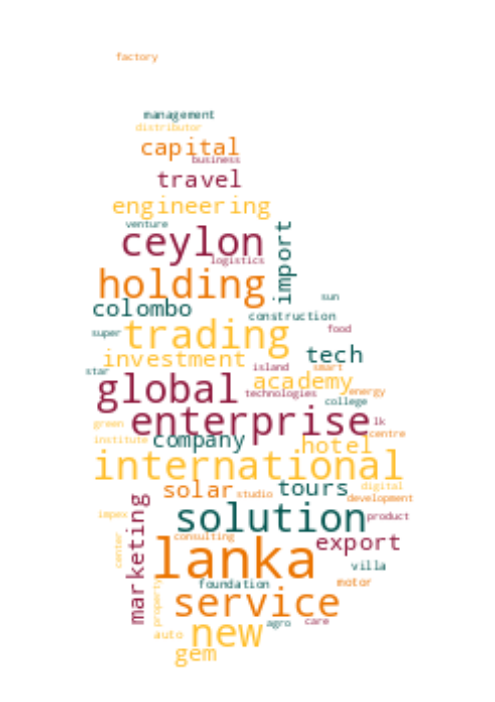 factory
management
distributor
capital
business
travel
engineering
venture
ceylon
import
logistics
holding
sun
colombo
construction
super
trading
food
tech
investment
star
island
smart
global
technologies
academy
energy
college
green
enterprise
lk
centre
institute
company
hotel
international
solar
studio
tours
digital
development
marketing
impex
solution
product
center
consulting
export
lanka
villa
foundation
motor
property
service
agro
care
auto
new
gem